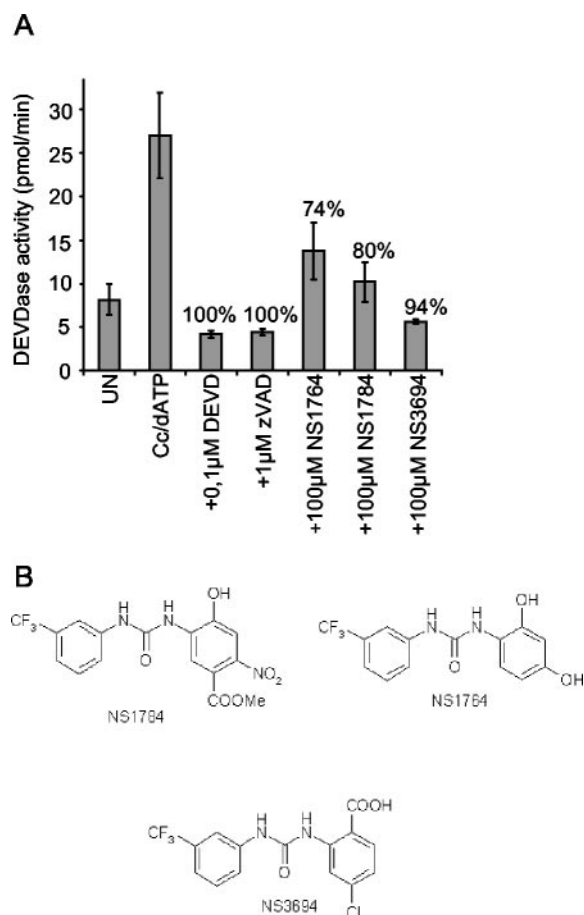 A
DEVDase activity (pmol/min)
30
25
20
15
10
5
0
74%
80%
100%
100%
94%
UN
Cc/dATP
+0,1µM DEVD
+1µM zVAD
+100µM NS1764
+100µM NS1784
+100µM NS3694
B
OH
CF3
H
N
H
N
O
NO2
COOMe
NS1784
OH
CF3
H
N
H
N
O
OH
NS1764
COOH
CF3
H
N
H
N
O
Cl
NS3694